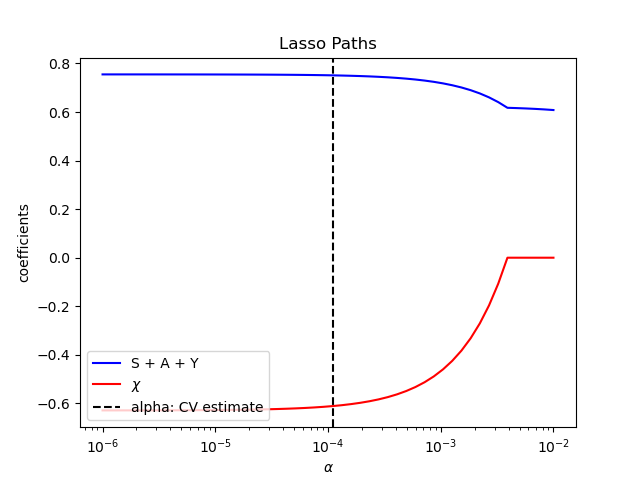 Lasso Paths
0.8
0.6
0.4
0.2
0.0
−0.2
−0.4
−0.6
coefficients
S + A + Y
χ
alpha: CV estimate
10⁻⁶
10⁻⁵
10⁻⁴
10⁻³
10⁻²
α